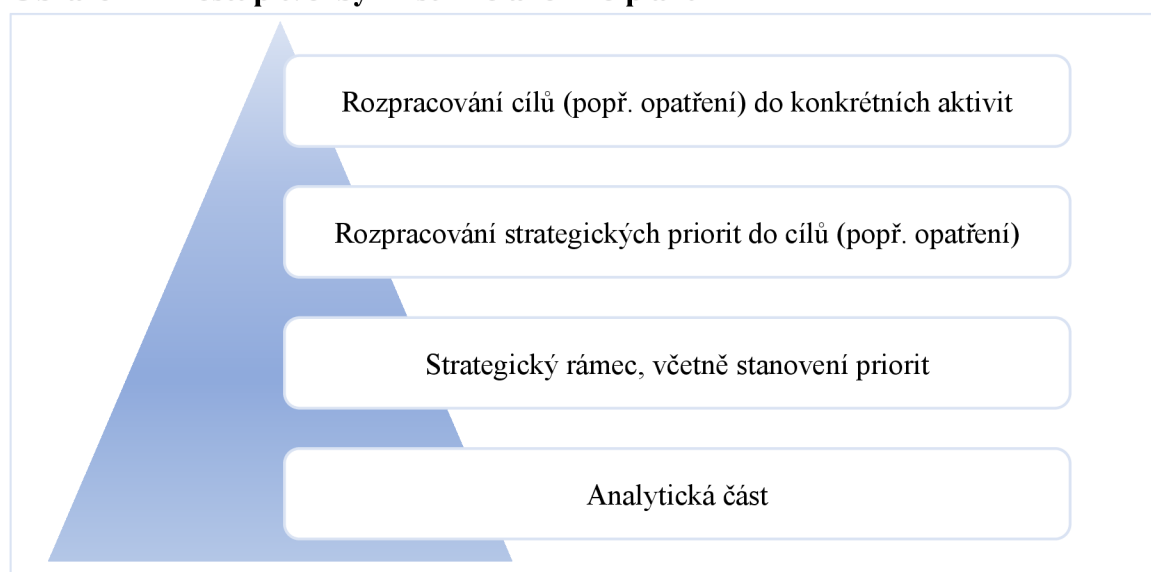 Rozpracování cílů (popř. opatření) do konkrétních aktivit
Rozpracování strategických priorit do cílů (popř. opatření)
Strategický rámec, včetně stanovení priorit
Analytická část